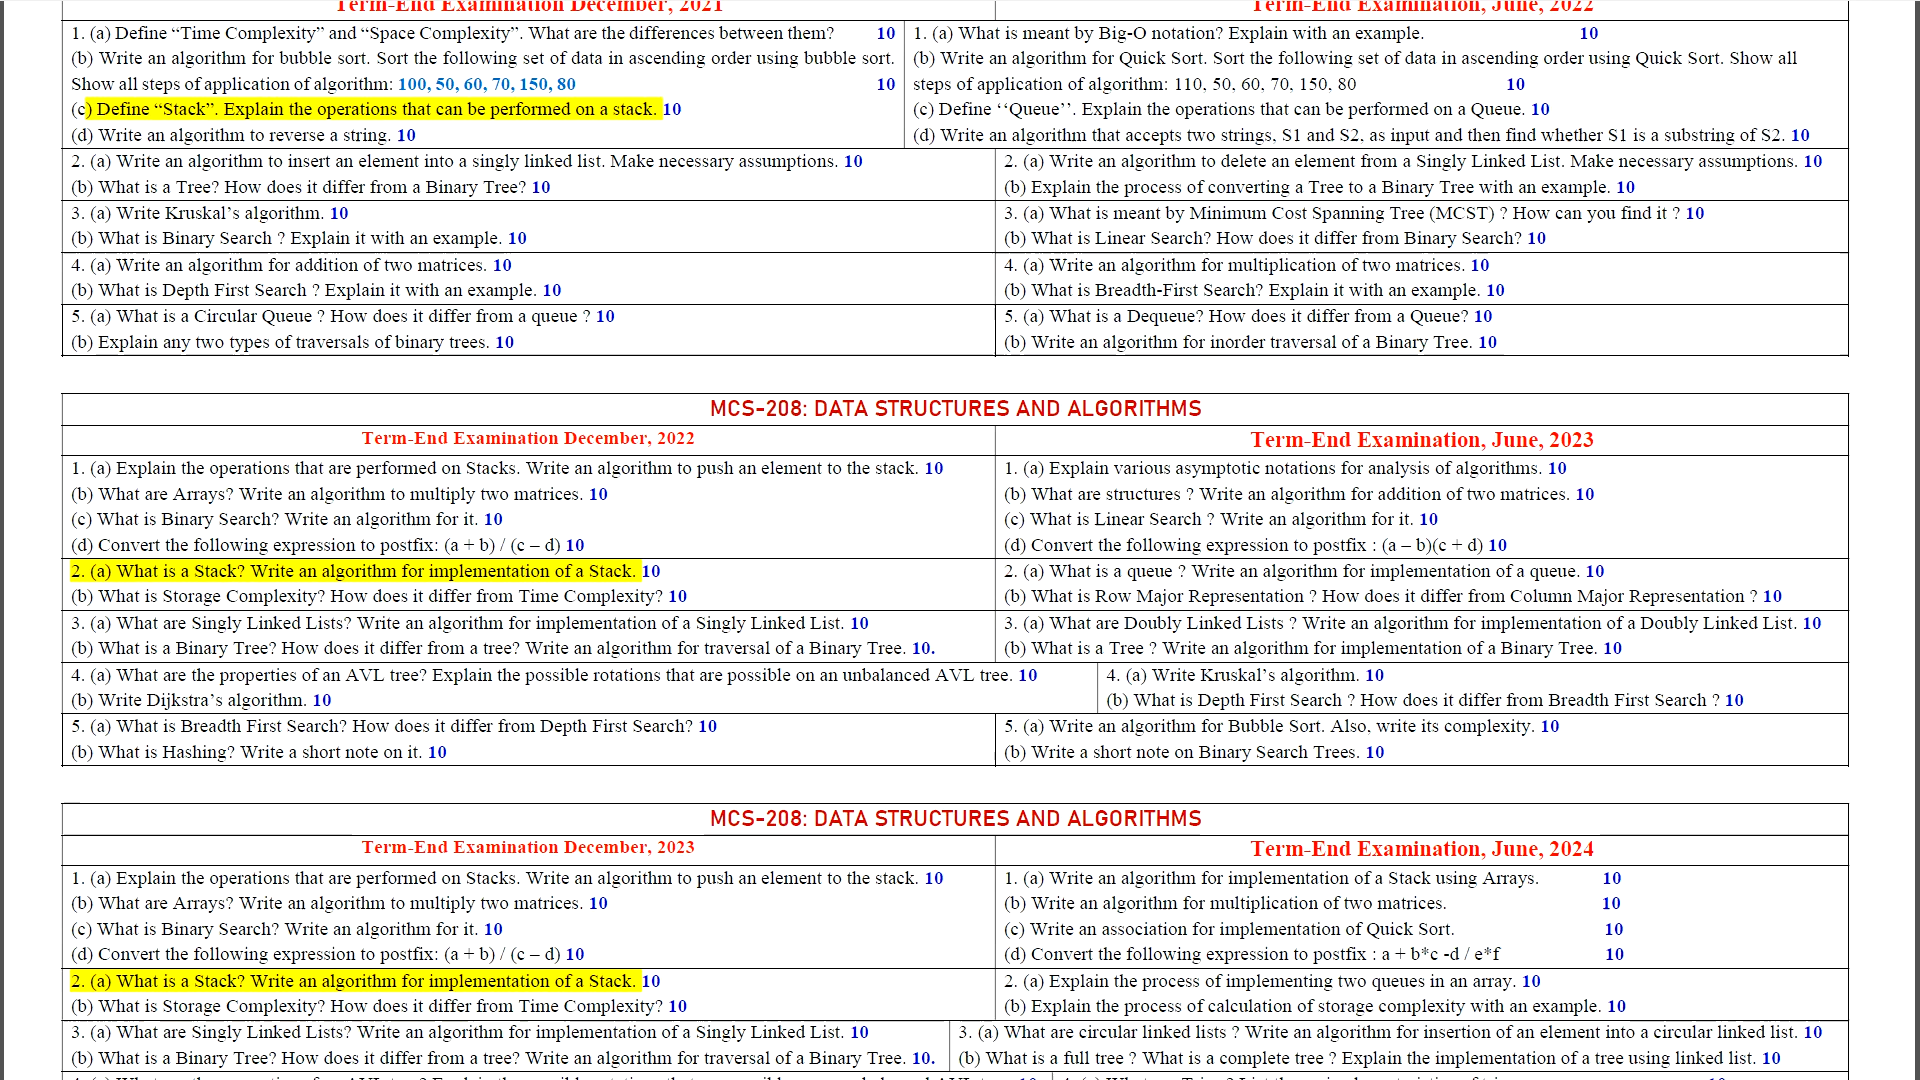 Term-End Examination December, 2021
1. (a) Define “Time Complexity” and “Space Complexity”. What are the differences between them? 10
(b) Write an algorithm for bubble sort. Sort the following set of data in ascending order using bubble sort.
Show all steps of application of algorithm: 100, 50, 60, 70, 150, 80 10
(c) Define “Stack”. Explain the operations that can be performed on a stack. 10
(d) Write an algorithm to reverse a string. 10
2. (a) Write an algorithm to insert an element into a singly linked list. Make necessary assumptions. 10
(b) What is a Tree? How does it differ from a Binary Tree? 10
3. (a) Write Kruskal’s algorithm. 10
(b) What is Binary Search ? Explain it with an example. 10
4. (a) Write an algorithm for addition of two matrices. 10
(b) What is Depth First Search ? Explain it with an example. 10
5. (a) What is a Circular Queue ? How does it differ from a queue ? 10
(b) Explain any two types of traversals of binary trees. 10
Term-End Examination, June, 2022
1. (a) What is meant by Big-O notation? Explain with an example. 10
(b) Write an algorithm for Quick Sort. Sort the following set of data in ascending order using Quick Sort. Show all
steps of application of algorithm: 110, 50, 60, 70, 150, 80 10
(c) Define ‘‘Queue’’. Explain the operations that can be performed on a Queue. 10
(d) Write an algorithm that accepts two strings, S1 and S2, as input and then find whether S1 is a substring of S2. 10
2. (a) Write an algorithm to delete an element from a Singly Linked List. Make necessary assumptions. 10
(b) Explain the process of converting a Tree to a Binary Tree with an example. 10
3. (a) What is meant by Minimum Cost Spanning Tree (MCST) ? How can you find it ? 10
(b) What is Linear Search? How does it differ from Binary Search? 10
4. (a) Write an algorithm for multiplication of two matrices. 10
(b) What is Breadth-First Search? Explain it with an example. 10
5. (a) What is a Dequeue? How does it differ from a Queue? 10
(b) Write an algorithm for inorder traversal of a Binary Tree. 10
MCS-208: DATA STRUCTURES AND ALGORITHMS
Term-End Examination December, 2022
1. (a) Explain the operations that are performed on Stacks. Write an algorithm to push an element to the stack. 10
(b) What are Arrays? Write an algorithm to multiply two matrices. 10
(c) What is Binary Search? Write an algorithm for it. 10
(d) Convert the following expression to postfix: (a + b) / (c – d) 10
2. (a) What is a Stack? Write an algorithm for implementation of a Stack. 10
(b) What is Storage Complexity? How does it differ from Time Complexity? 10
3. (a) What are Singly Linked Lists? Write an algorithm for implementation of a Singly Linked List. 10
(b) What is a Binary Tree? How does it differ from a tree? Write an algorithm for traversal of a Binary Tree. 10.
4. (a) What are the properties of an AVL tree? Explain the possible rotations that are possible on an unbalanced AVL tree. 10
(b) Write Dijkstra’s algorithm. 10
5. (a) What is Breadth First Search? How does it differ from Depth First Search? 10
(b) What is Hashing? Write a short note on it. 10
Term-End Examination, June, 2023
1. (a) Explain various asymptotic notations for analysis of algorithms. 10
(b) What are structures ? Write an algorithm for addition of two matrices. 10
(c) What is Linear Search ? Write an algorithm for it. 10
(d) Convert the following expression to postfix : (a – b)(c + d) 10
2. (a) What is a queue ? Write an algorithm for implementation of a queue. 10
(b) What is Row Major Representation ? How does it differ from Column Major Representation ? 10
3. (a) What are Doubly Linked Lists ? Write an algorithm for implementation of a Doubly Linked List. 10
(b) What is a Tree ? Write an algorithm for implementation of a Binary Tree. 10
4. (a) Write Kruskal’s algorithm. 10
(b) What is Depth First Search ? How does it differ from Breadth First Search ? 10
5. (a) Write an algorithm for Bubble Sort. Also, write its complexity. 10
(b) Write a short note on Binary Search Trees. 10
MCS-208: DATA STRUCTURES AND ALGORITHMS
Term-End Examination December, 2023
1. (a) Explain the operations that are performed on Stacks. Write an algorithm to push an element to the stack. 10
(b) What are Arrays? Write an algorithm to multiply two matrices. 10
(c) What is Binary Search? Write an algorithm for it. 10
(d) Convert the following expression to postfix: (a + b) / (c – d) 10
2. (a) What is a Stack? Write an algorithm for implementation of a Stack. 10
(b) What is Storage Complexity? How does it differ from Time Complexity? 10
3. (a) What are Singly Linked Lists? Write an algorithm for implementation of a Singly Linked List. 10
(b) What is a Binary Tree? How does it differ from a tree? Write an algorithm for traversal of a Binary Tree. 10.
Term-End Examination, June, 2024
1. (a) Write an algorithm for implementation of a Stack using Arrays. 10
(b) Write an algorithm for multiplication of two matrices. 10
(c) Write an association for implementation of Quick Sort. 10
(d) Convert the following expression to postfix : a + b*c -d / e*f 10
2. (a) Explain the process of implementing two queues in an array. 10
(b) Explain the process of calculation of storage complexity with an example. 10
3. (a) What are circular linked lists ? Write an algorithm for insertion of an element into a circular linked list. 10
(b) What is a full tree ? What is a complete tree ? Explain the implementation of a tree using linked list. 10